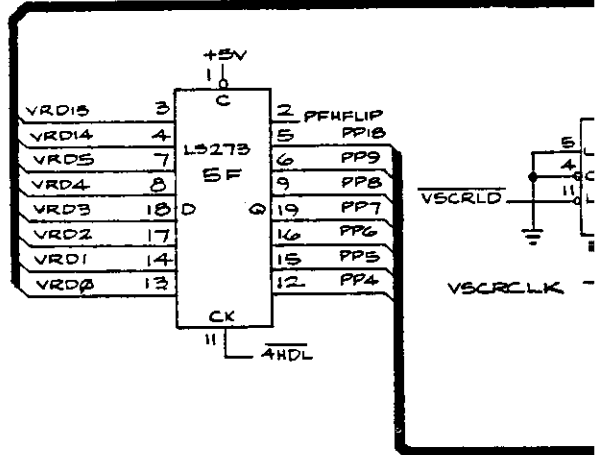 +5V
1
C
VRD15 3 2 PFHFLIP
VRD14 4 LS273 5 PP18
VRD5 7 5F 6 PP9
VRD4 8 9 PP8
VRD3 18 D Q 19 PP7
VRD2 17 16 PP6
VRD1 14 15 PP5
VRDØ 13 12 PP4
CK
11 4HDL
5
4
VSCRLD 11
VSCRCLK